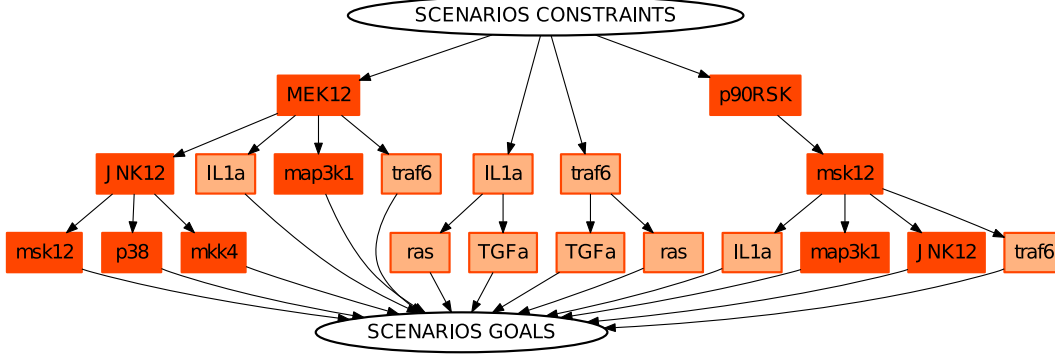 SCENARIOS CONSTRAINTS
MEK12
p90RSK
JNK12
IL1a
map3k1
traf6
IL1a
traf6
msk12
msk12
p38
mkk4
ras
TGFa
TGFa
ras
IL1a
map3k1
JNK12
traf6
SCENARIOS GOALS